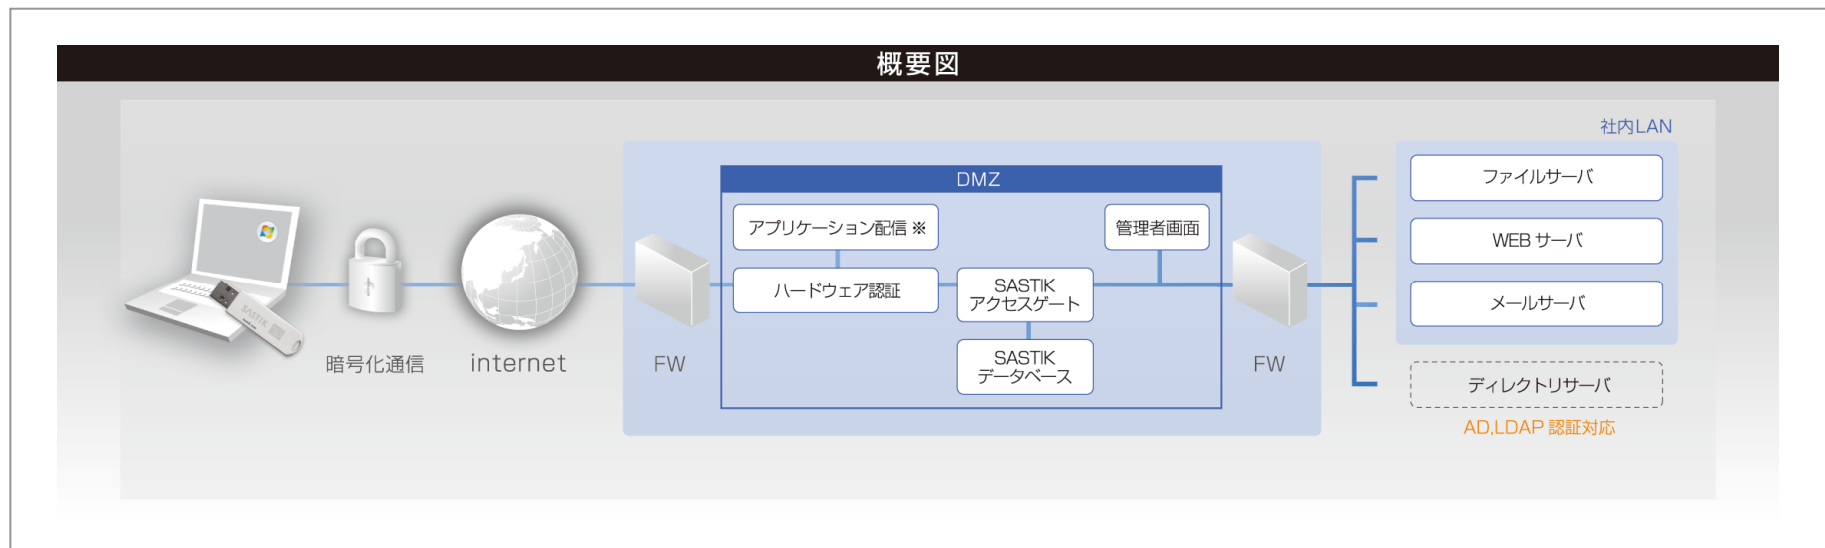 概要図
社内LAN
DMZ
アプリケーション配信 ※
管理者画面
ハードウェア認証
SASTIK
アクセスゲート
SASTIK
データベース
ファイルサーバ
WEB サーバ
メールサーバ
ディレクトリサーバ
AD,LDAP 認証対応
SASTIK
暗号化通信
internet
FW
FW